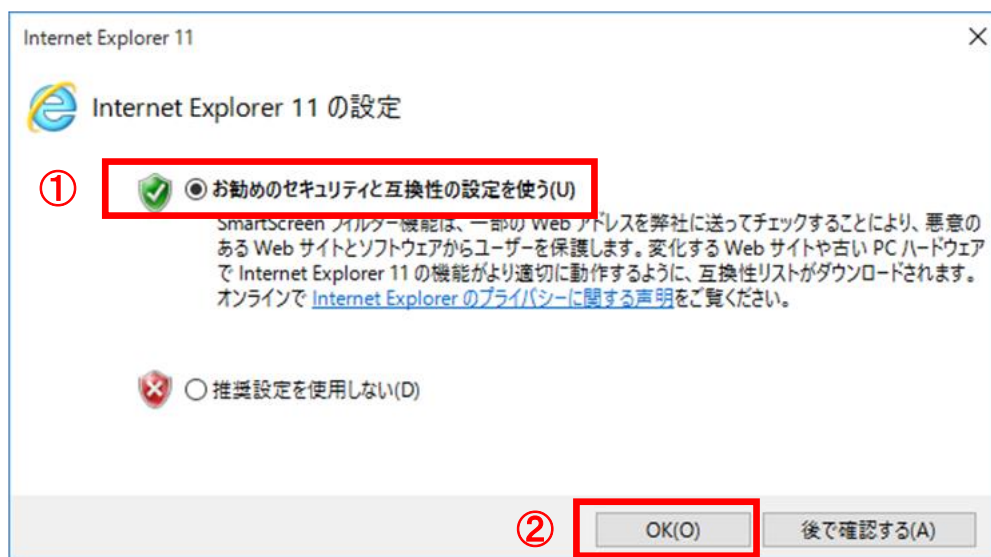 Internet Explorer 11
Internet Explorer 11 の設定
①
お勧めのセキュリティと互換性の設定を使う(U)
SmartScreen フィルター機能は、一部の Web アドレスを弊社に送ってチェックすることにより、悪意の
ある Web サイトとソフトウェアからユーザーを保護します。変化する Web サイトや古い PC ハードウェア
で Internet Explorer 11 の機能がより適切に動作するように、互換性リストがダウンロードされます。
オンラインで Internet Explorer のプライバシーに関する声明をご覧ください。
推奨設定を使用しない(D)
②
OK(O)
後で確認する(A)